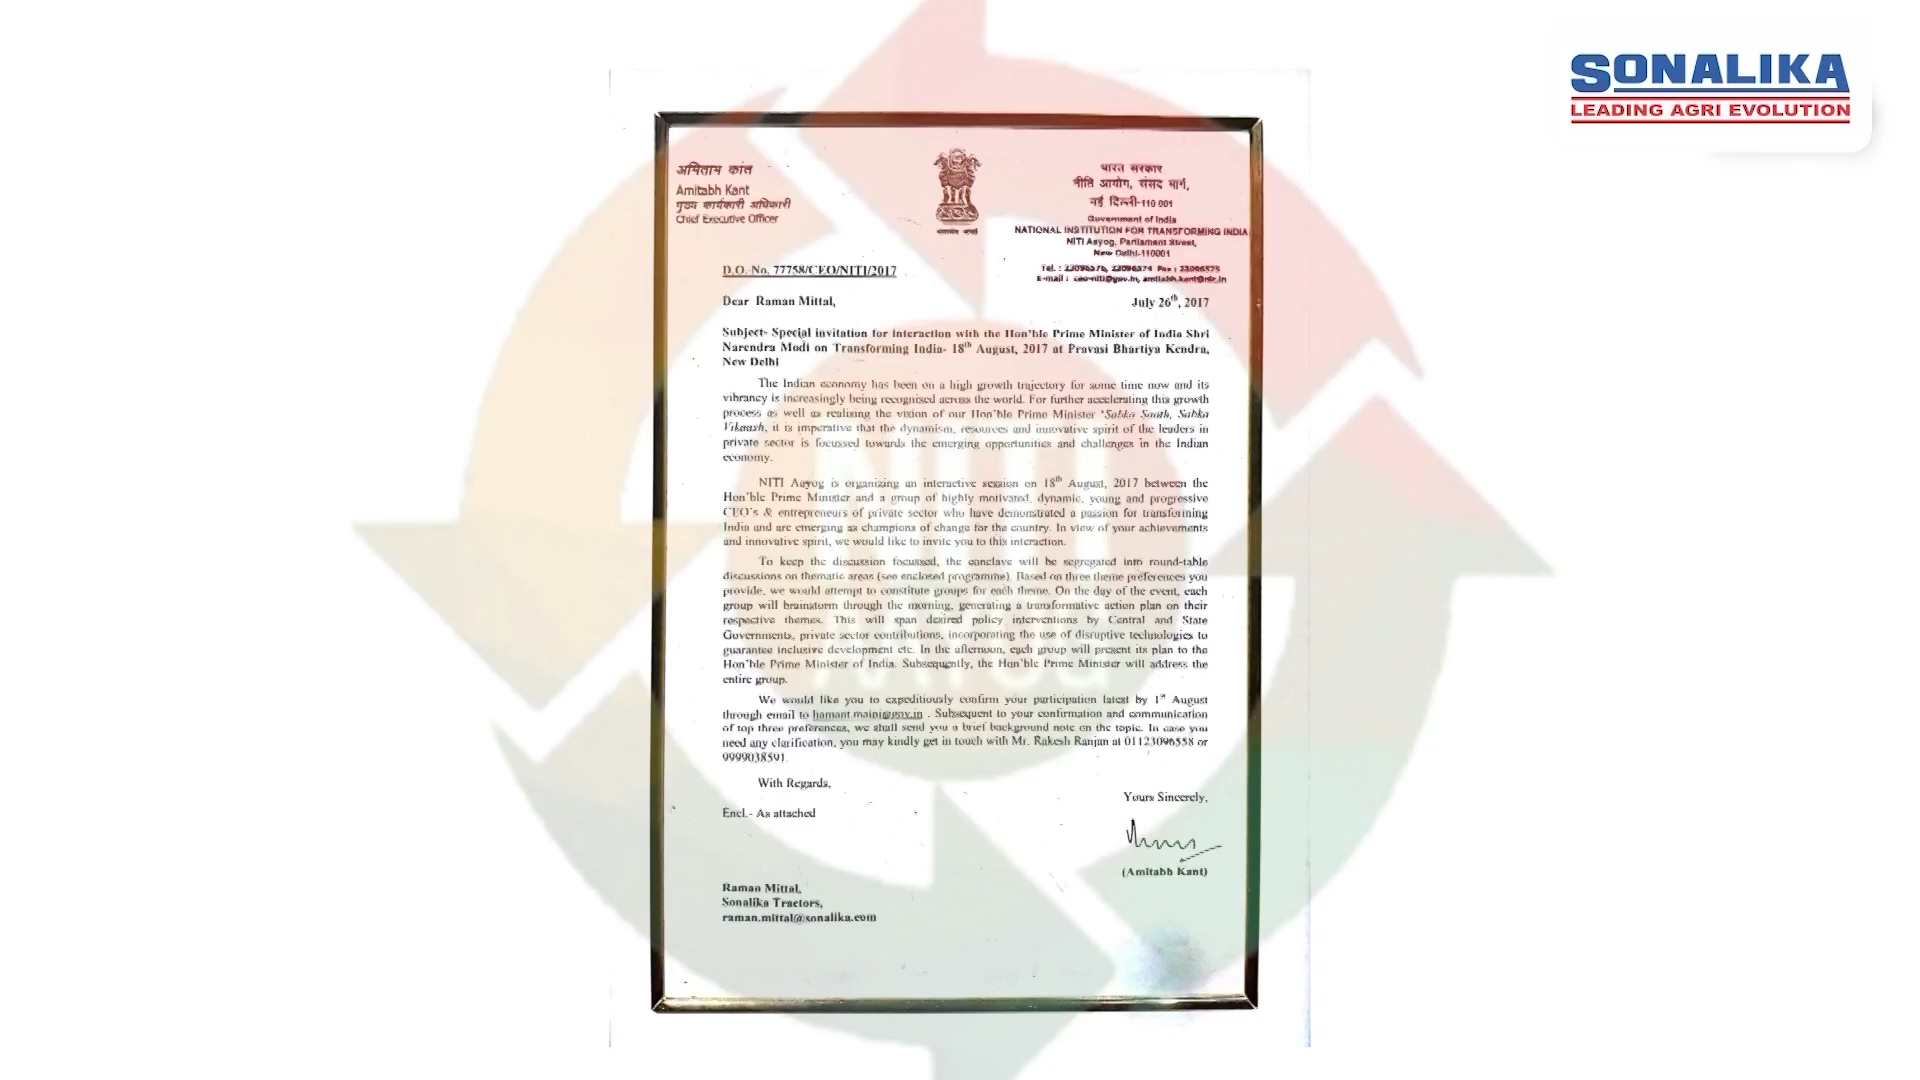 SONALIKA
LEADING AGRI EVOLUTION
अमिताभ कांत
Amitabh Kant
मुख्य कार्यकारी अधिकारी
Chief Executive Officer
भारत सरकार
नीति आयोग, संसद मार्ग,
नई दिल्ली-110 001
Government of India
NATIONAL INSTITUTION FOR TRANSFORMING INDIA
NITI Aayog, Parliament Street,
New Delhi-110001
Tel. : 23096576, 23096574 Fax : 23096575
E-mail : ceo-niti@gov.in, amitabh.kant@nic.in
D.O. No. 77758/CEO/NITI/2017
Dear Raman Mittal,
July 26th, 2017
Subject- Special invitation for interaction with the Hon'ble Prime Minister of India Shri
Narendra Modi on Transforming India- 18th August, 2017 at Pravasi Bhartiya Kendra,
New Delhi
The Indian economy has been on a high growth trajectory for some time now and its
vibrancy is increasingly being recognised across the world. For further accelerating this growth
process as well as realizing the vision of our Hon'ble Prime Minister 'Sabka Saath, Sabka
Vikaash, it is imperative that the dynamism, resources and innovative spirit of the leaders in
private sector is focussed towards the emerging opportunities and challenges in the Indian
economy.
NITI Aayog is organizing an interactive session on 18th August, 2017 between the
Hon'ble Prime Minister and a group of highly motivated, dynamic, young and progressive
CEO's & entrepreneurs of private sector who have demonstrated a passion for transforming
India and are emerging as champions of change for the country. In view of your achievements
and innovative spirit, we would like to invite you to this interaction.
To keep the discussion focussed, the conclave will be segregated into round-table
discussions on thematic areas (see enclosed programme). Based on three theme preferences you
provide, we would attempt to constitute groups for each theme. On the day of the event, each
group will brainstorm through the morning, generating a transformative action plan on their
respective themes. This will span desired policy interventions by Central and State
Governments, private sector contributions, incorporating the use of disruptive technologies to
guarantee inclusive development etc. In the afternoon, each group will present its plan to the
Hon'ble Prime Minister of India. Subsequently, the Hon'ble Prime Minister will address the
entire group.
We would like you to expeditiously confirm your participation latest by 1st August
through email to hamant.maini@gov.in . Subsequent to your confirmation and communication
of top three preferences, we shall send you a brief background note on the topic. In case you
need any clarification, you may kindly get in touch with Mr. Rakesh Ranjan at 01123096558 or
9999038591.
With Regards,
Yours Sincerely,
Encl.- As attached
(Amitabh Kant)
Raman Mittal,
Sonalika Tractors,
raman.mittal@sonalika.com